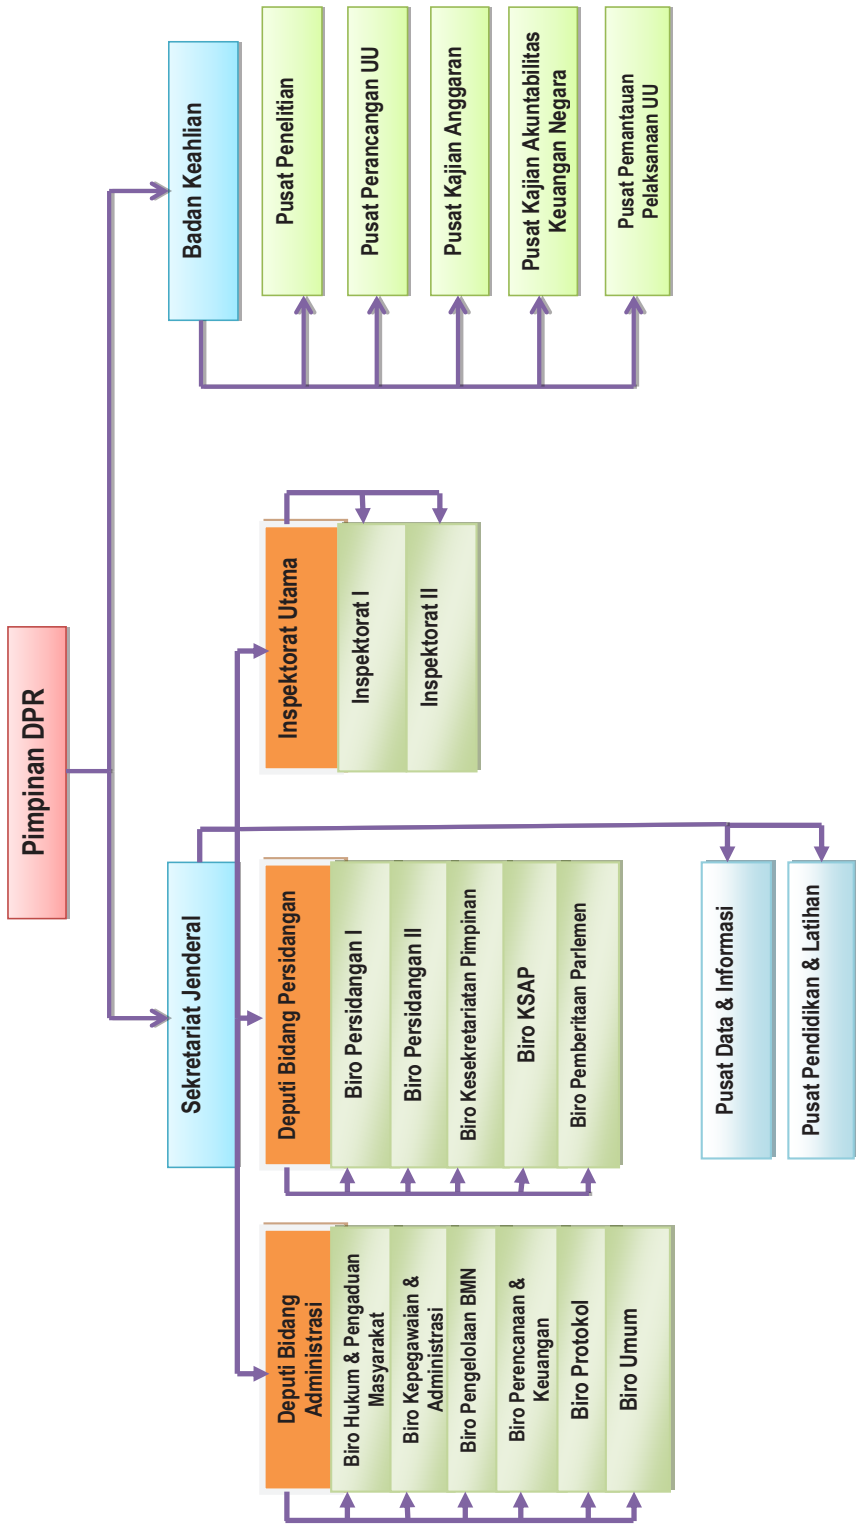 Pimpinan DPR
Sekretariat Jenderal
Badan Keahlian
Deputi Bidang
Administrasi
Biro Hukum & Pengaduan
Masyarakat
Biro Kepegawaian &
Administrasi
Biro Pengelolaan BMN
Biro Perencanaan &
Keuangan
Biro Protokol
Biro Umum
Deputi Bidang Persidangan
Biro Persidangan I
Biro Persidangan II
Biro Kesekretariatan Pimpinan
Biro KSAP
Biro Pemberitaan Parlemen
Inspektorat Utama
Inspektorat I
Inspektorat II
Pusat Penelitian
Pusat Perancangan UU
Pusat Kajian Anggaran
Pusat Kajian Akuntabilitas
Keuangan Negara
Pusat Pemantauan
Pelaksanaan UU
Pusat Data & Informasi
Pusat Pendidikan & Latihan